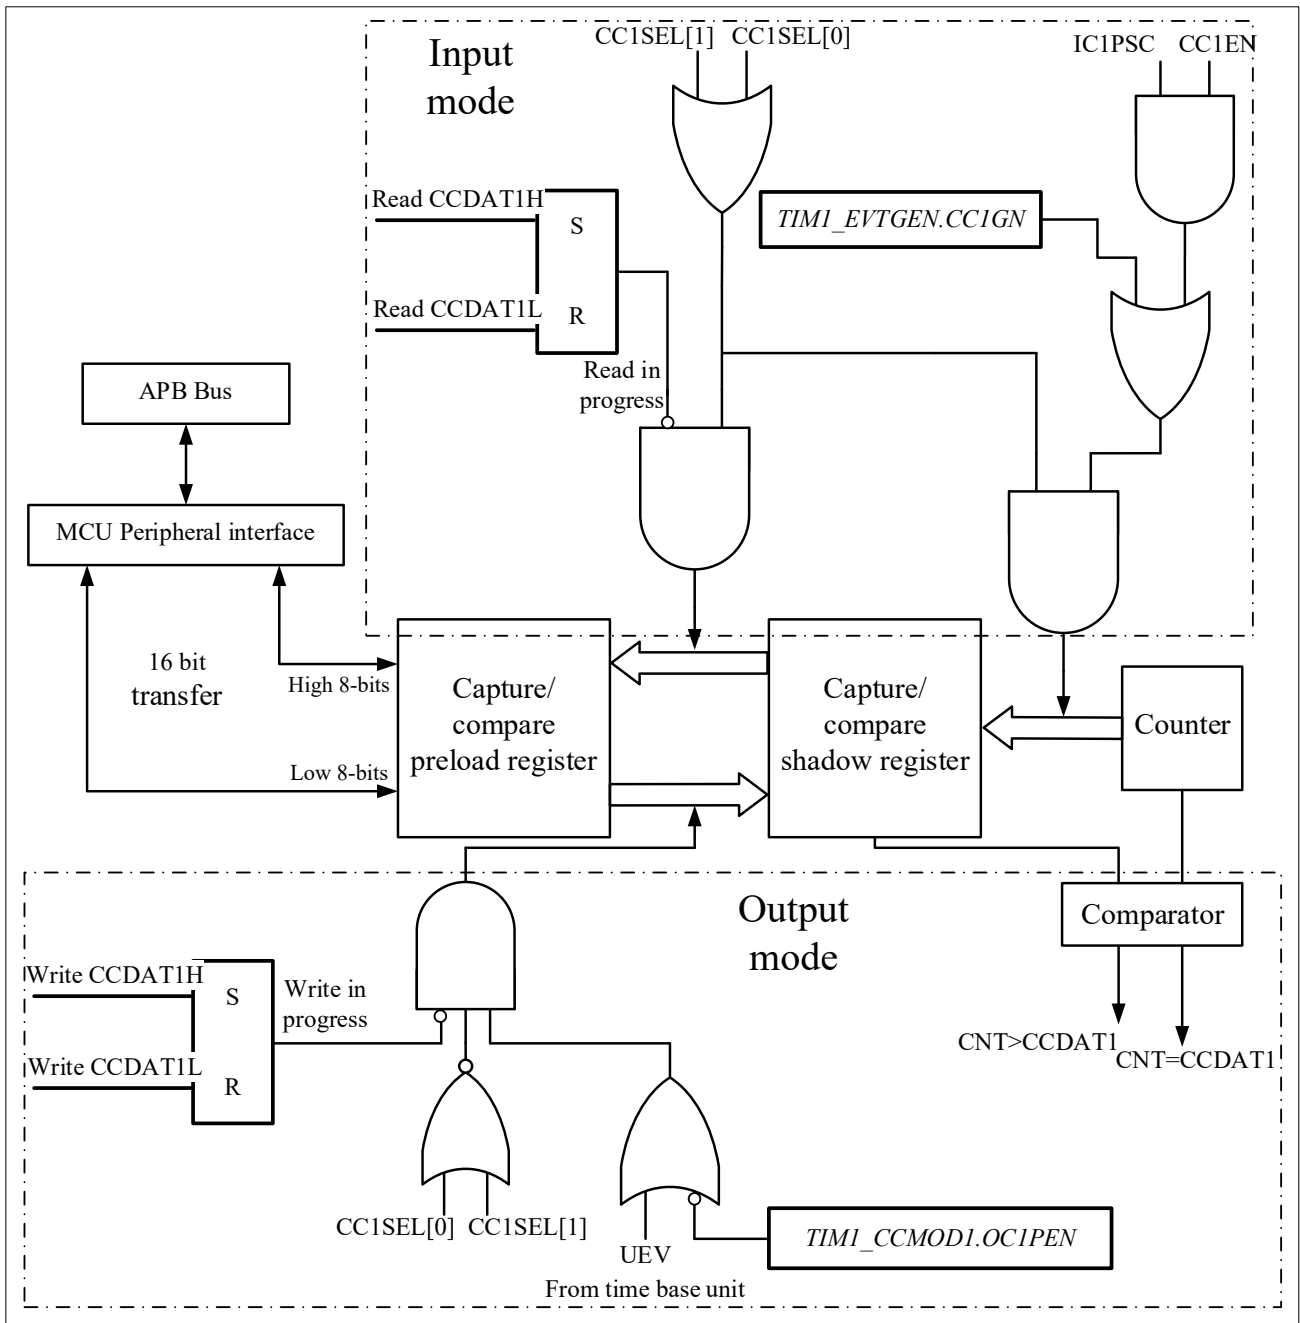 Input
mode
CC1SEL[1] CC1SEL[0]
IC1PSC CC1EN
Read CCDAT1H
S
TIM1_EVTGEN.CC1GN
Read CCDAT1L
R
Read in
progress
APB Bus
MCU Peripheral interface
16 bit
transfer
High 8-bits
Low 8-bits
Capture/
compare
preload register
Capture/
compare
shadow register
Counter
Output
mode
Comparator
Write CCDAT1H
S
Write in
progress
Write CCDAT1L
R
CNT>CCDAT1
CNT=CCDAT1
CC1SEL[0] CC1SEL[1]
UEV
From time base unit
TIM1_CCMOD1.OC1PEN